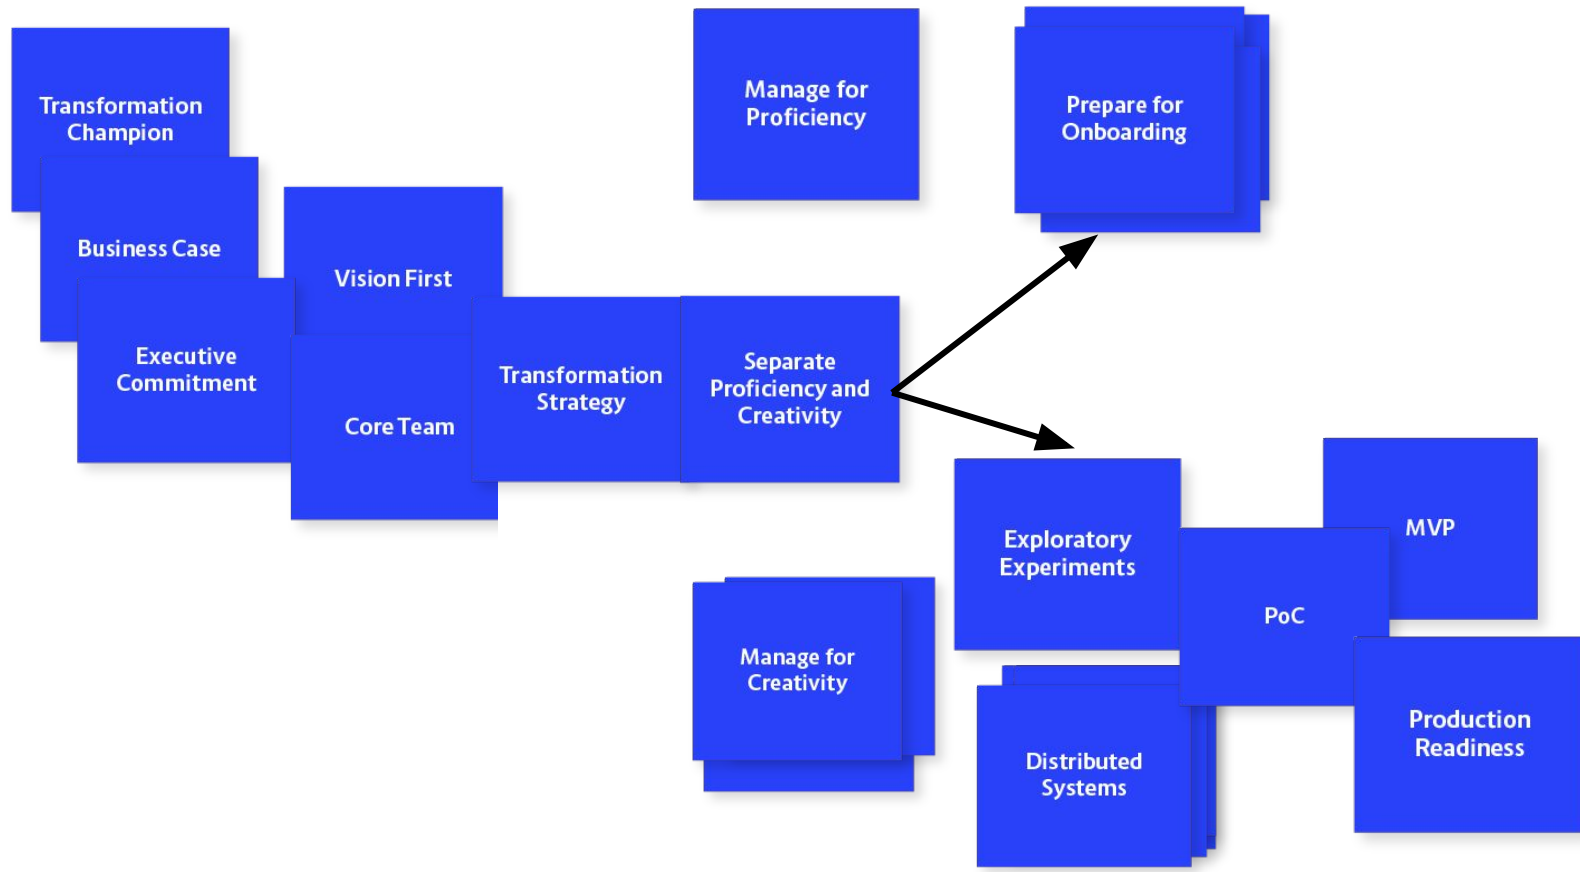 Transformation
Champion
Business Case
Executive
Commitment
Vision First
Core Team
Transformation
Strategy
Separate
Proficiency and
Creativity
Manage for
Proficiency
Prepare for
Onboarding
Manage for
Creativity
Exploratory
Experiments
Distributed
Systems
PoC
MVP
Production
Readiness